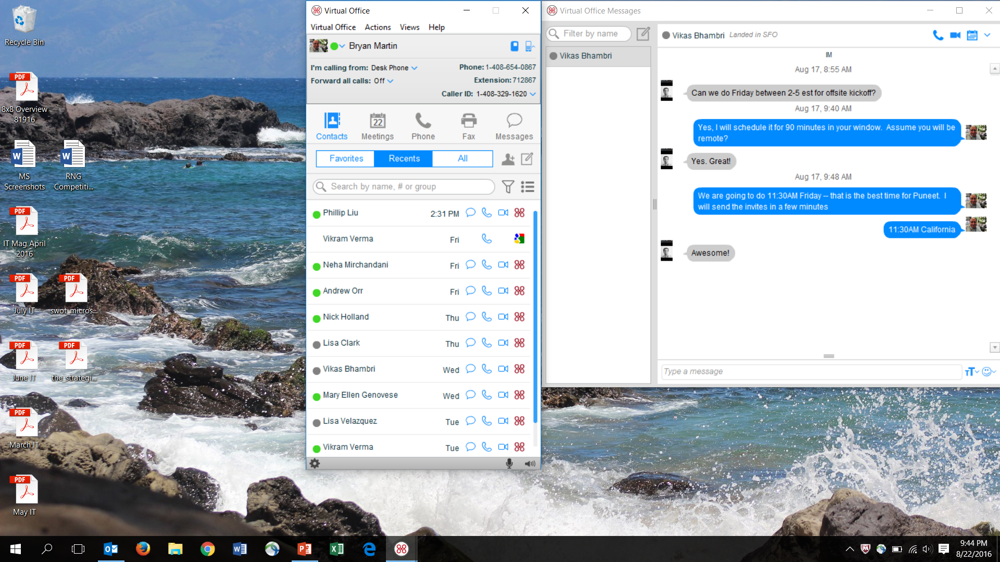 Recycle Bin
PDF
8x8 Overview
81916
MS
Screenshots
RNG
Competiti...
PDF
IT Mag April
2016
PDF
July IT
PDF
swot_micros...
PDF
June IT
PDF
the_strategi...
PDF
March IT
PDF
May IT
Virtual Office
Virtual Office Actions Views Help
Bryan Martin
I'm calling from: Desk Phone
Phone: 1-408-654-0867
Forward all calls: Off
Extension: 712867
Caller ID: 1-408-329-1620
22
Contacts Meetings Phone Fax Messages
Favorites Recents All
Search by name, # or group
Phillip Liu 2:31 PM
Vikram Verma Fri
Neha Mirchandani Fri
Andrew Orr Fri
Nick Holland Thu
Lisa Clark Thu
Vikas Bhambri Wed
Mary Ellen Genovese Wed
Lisa Velazquez Tue
Vikram Verma Tue
Virtual Office Messages
Filter by name
Vikas Bhambri
Vikas Bhambri Landed in SFO
IM
Aug 17, 8:55 AM
Can we do Friday between 2-5 est for offsite kickoff?
Aug 17, 9:40 AM
Yes, I will schedule it for 90 minutes in your window. Assume you will be
remote?
Yes. Great!
Aug 17, 9:48 AM
We are going to do 11:30AM Friday -- that is the best time for Puneet. I
will send the invites in a few minutes
11:30AM California
Awesome!
Type a message
9:44 PM
8/22/2016